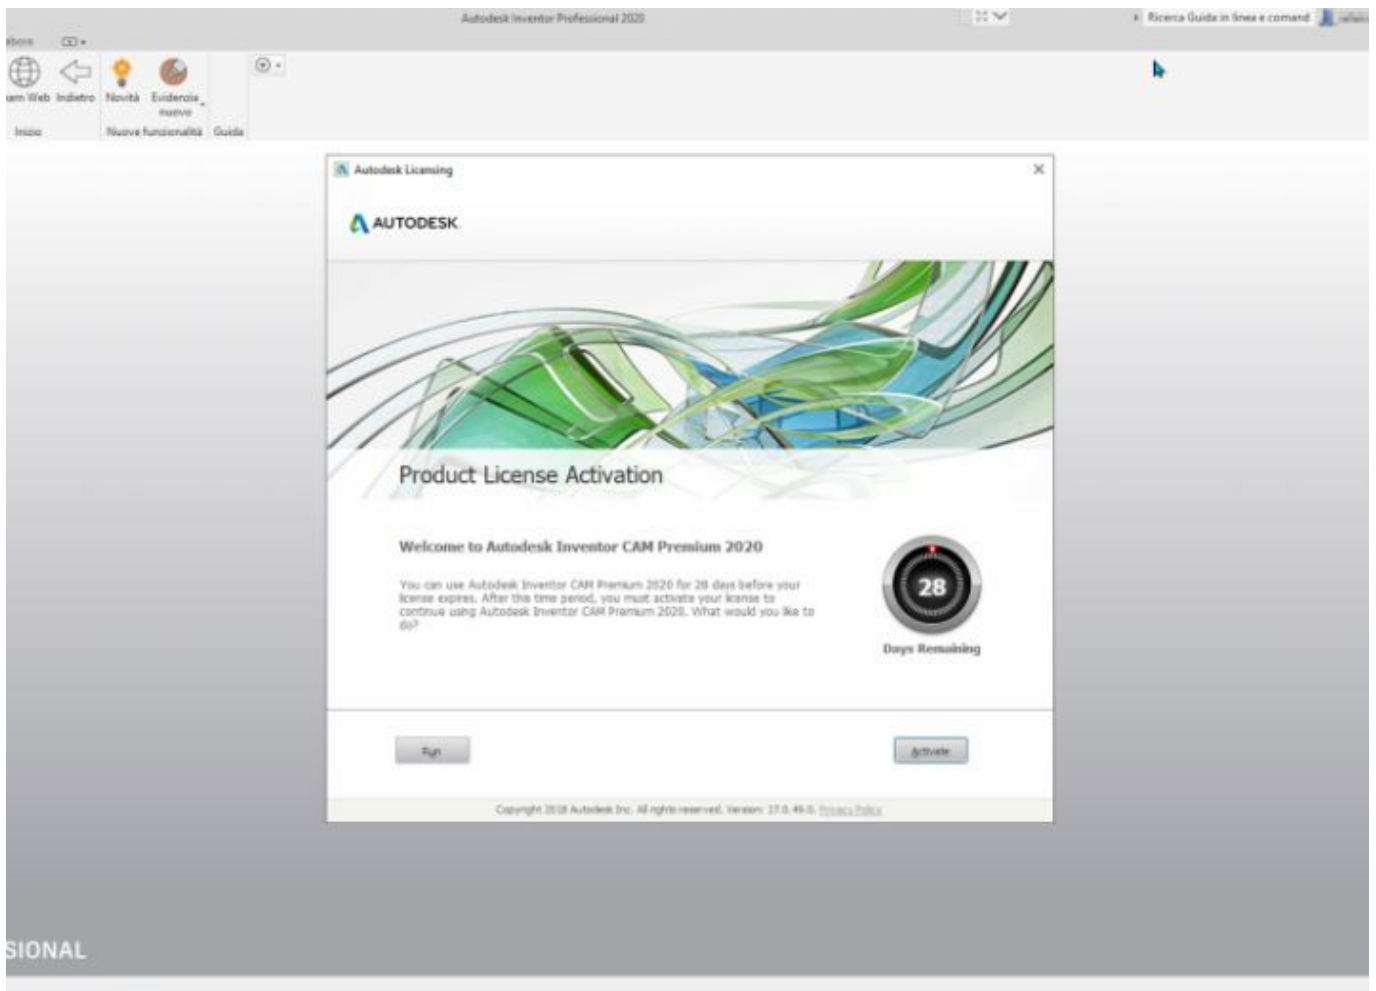 Autodesk Inventor Professional 2020
Ricerca Guida in linea e comand
Indietro
Novità
Evidenzia
nuovo
Inizio
Nuove funzionalità
Guida
Autodesk Licensing
AUTODESK
Product License Activation
Welcome to Autodesk Inventor CAM Premium 2020
You can use Autodesk Inventor CAM Premium 2020 for 28 days before your
license expires. After this time period, you must activate your license to
continue using Autodesk Inventor CAM Premium 2020. What would you like to
do?
28
Days Remaining
Run
Activate
Copyright 2018 Autodesk Inc. All rights reserved. Version: 27.0.49.0. Privacy Policy
SIONAL